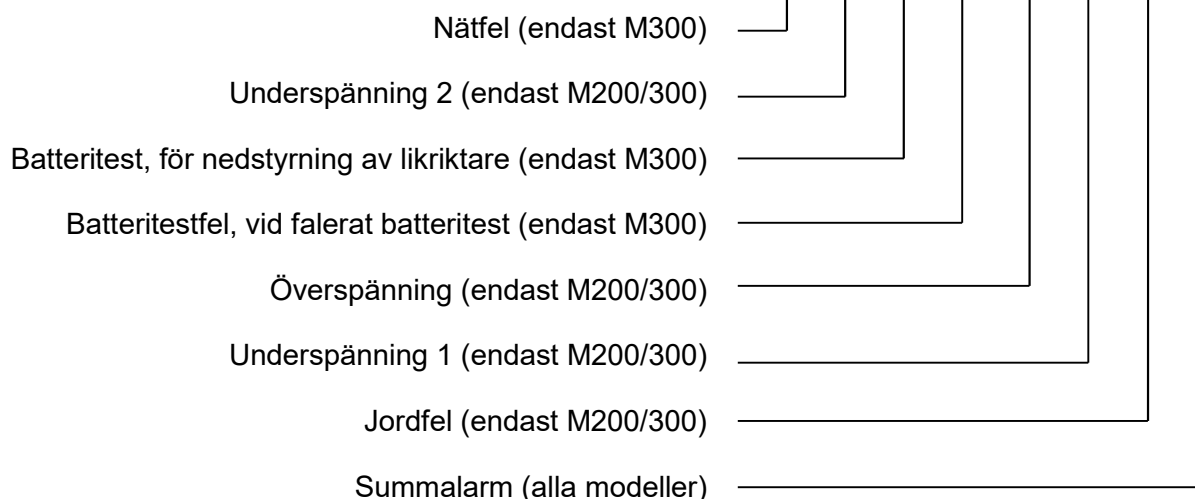 Nätfel (endast M300)
Underspänning 2 (endast M200/300)
Batteritest, för nedstyrning av likriktare (endast M300)
Batteritestfel, vid falerat batteritest (endast M300)
Överspänning (endast M200/300)
Underspänning 1 (endast M200/300)
Jordfel (endast M200/300)
Summalarm (alla modeller)